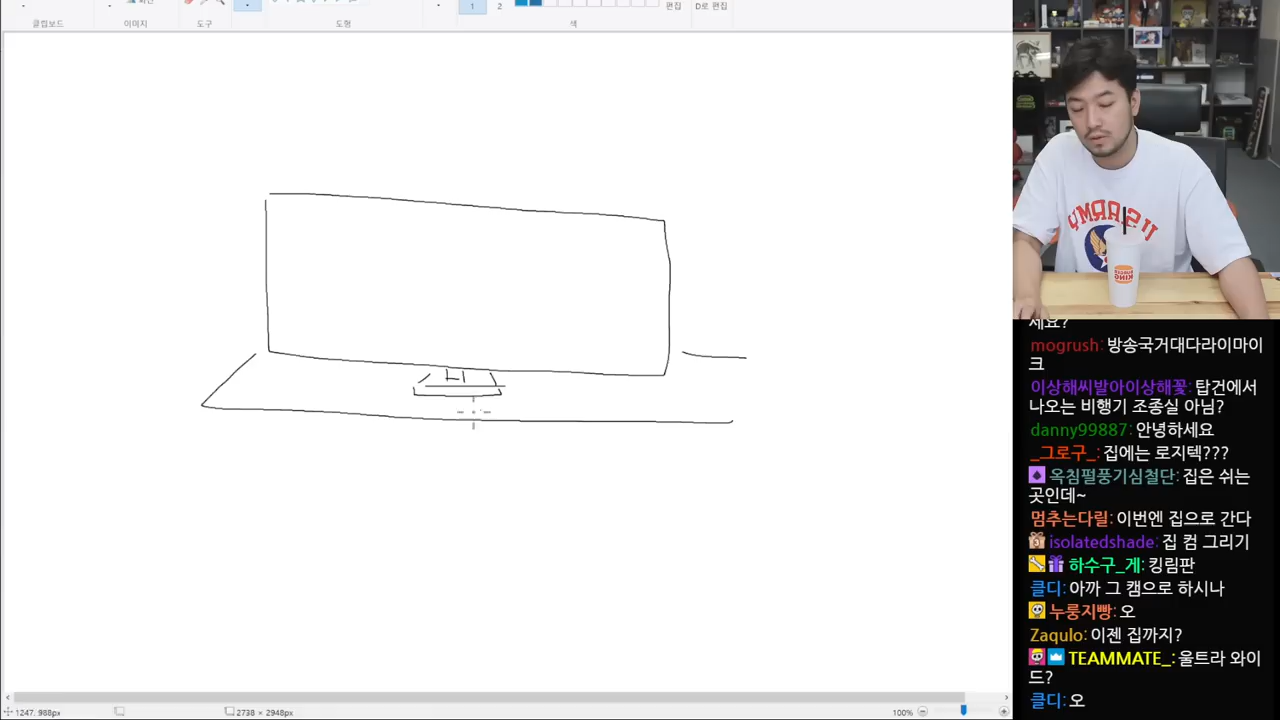 클립보드
이미지
도구
도형
1
2
편집
D로 편집
색
세요?
mogrush: 방송국거대다라이마이
크
이상해씨발아이상해꽃: 탑건에서
나오는 비행기 조종실 아님?
danny99887: 안녕하세요
_그로구_: 집에는 로지텍???
옥침펄풍기심철단: 집은 쉬는
곳인데~
멈추는다릴: 이번엔 집으로 간다
isolatedshade: 집 컴 그리기
하수구_게: 킹림판
클디: 아까 그 캠으로 하시나
누룽지빵: 오
Zaqulo: 이젠 집까지?
TEAMMATE_: 울트라 와이
드?
클디: 오
1247, 988px
2738 × 2948px
100%